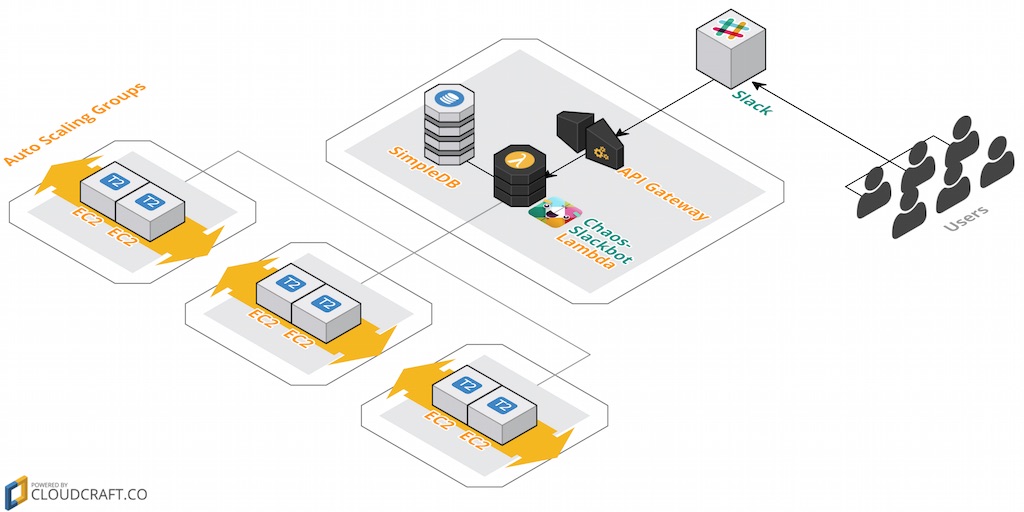 Auto Scaling Groups
T2
T2
EC2 EC2
T2
T2
EC2 EC2
T2
T2
EC2 EC2
SimpleDB
API Gateway
Chaos-
Slackbot
Lambda
Slack
Users
POWERED BY
CLOUDCRAFT.CO